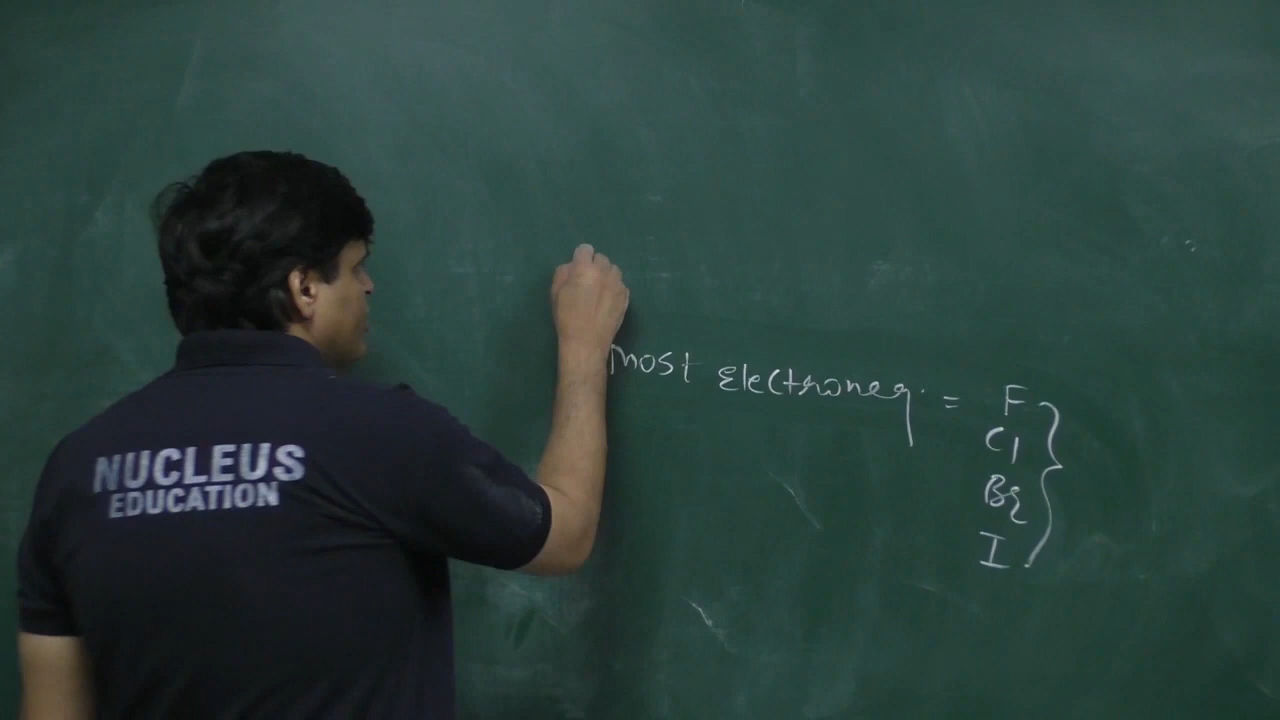 NUCLEUS
EDUCATION
most Electroneg. = F
Cl
Br
I